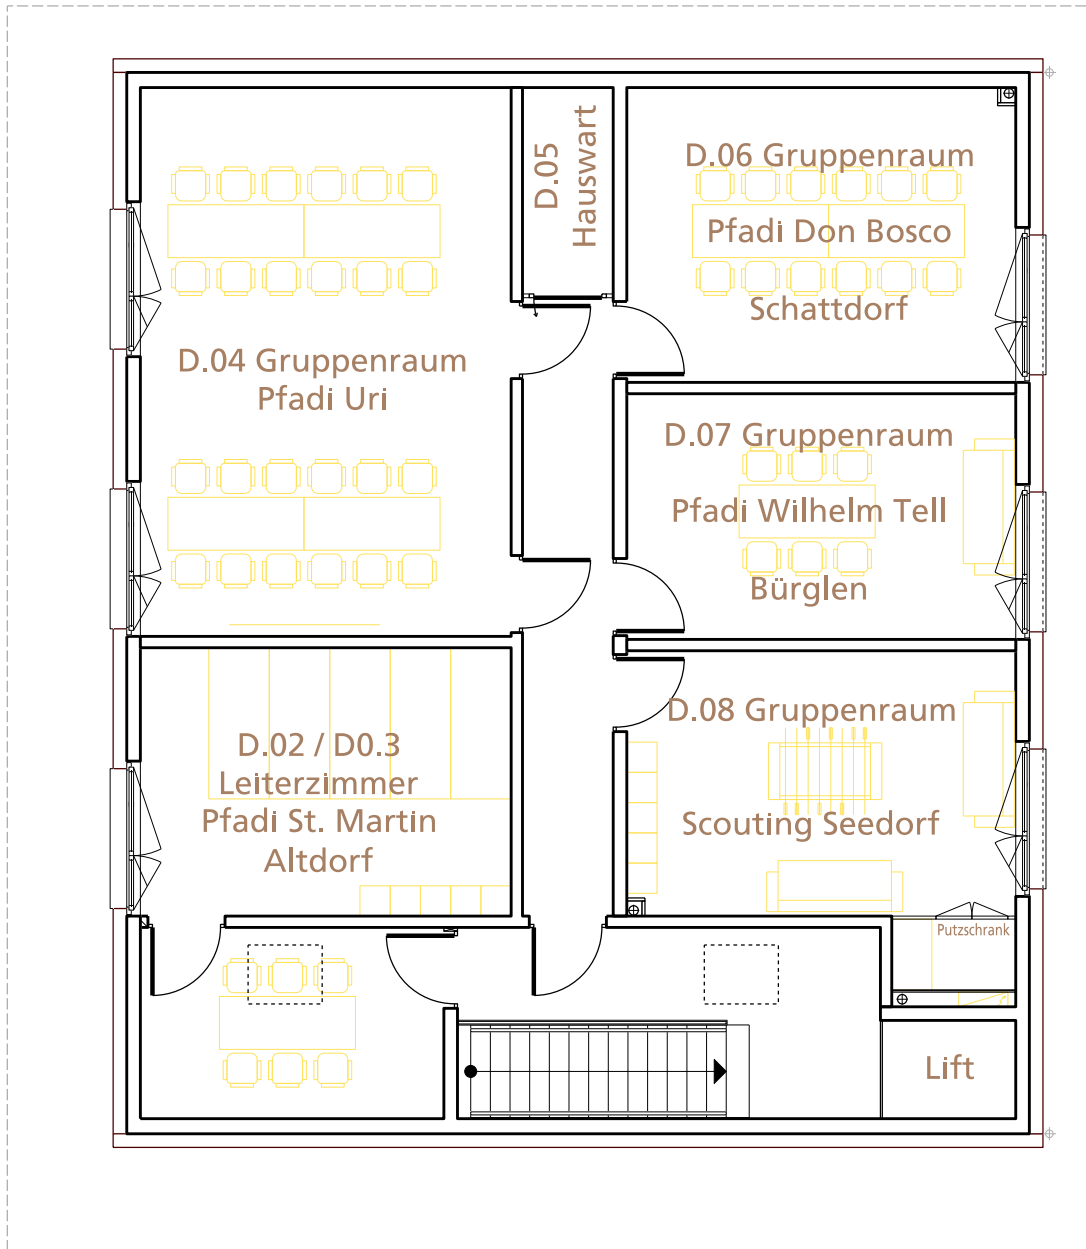 D.05
Hauswart
D.06 Gruppenraum
Pfadi Don Bosco
Schattdorf
D.04 Gruppenraum
Pfadi Uri
D.07 Gruppenraum
Pfadi Wilhelm Tell
Bürglen
D.08 Gruppenraum
Scouting Seedorf
D.02 / D0.3
Leiterzimmer
Pfadi St. Martin
Altdorf
Putzschrank
Lift